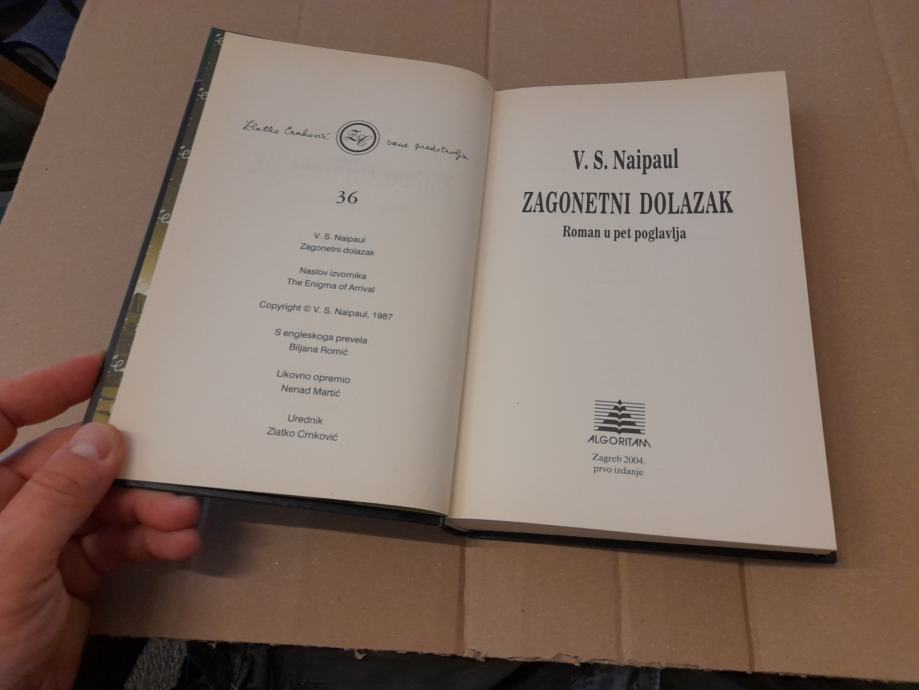 Zlatko Crnković ZC vam predstavlja
36
V. S. Naipaul
Zagonetni dolazak
Naslov izvornika
The Enigma of Arrival
Copyright © V. S. Naipaul, 1987
S engleskoga prevela
Biljana Romić
Likovno opremio
Nenad Martić
Urednik
Zlatko Crnković
V. S. Naipaul
ZAGONETNI DOLAZAK
Roman u pet poglavlja
ALGORITAM
Zagreb 2004.
prvo izdanje